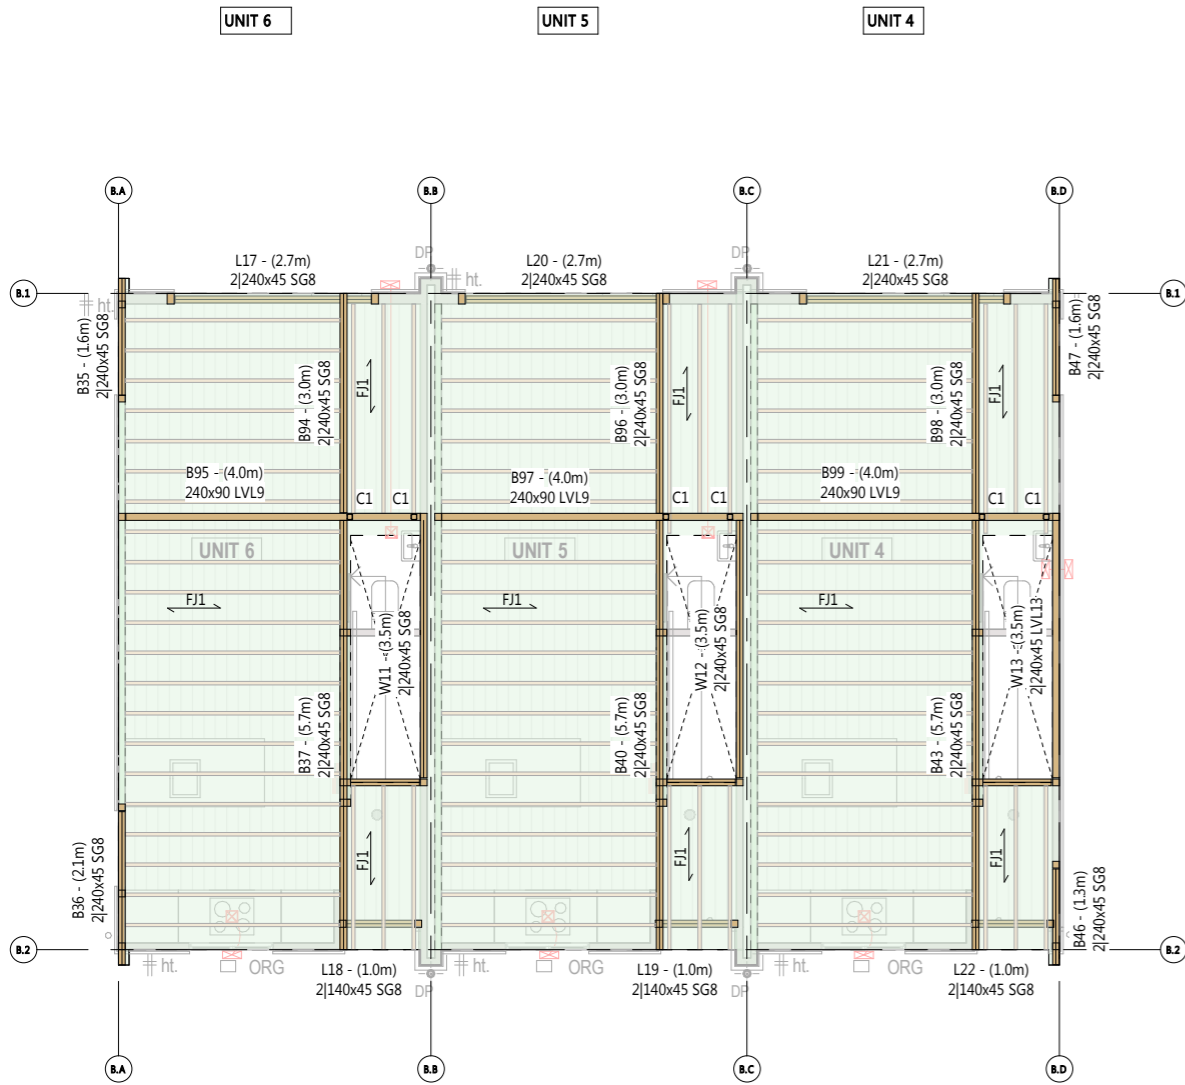 UNIT 6
UNIT 5
UNIT 4
B.A
B.B
B.C
B.D
DP
DP
L17 - (2.7m)
2|240x45 SG8
L20 - (2.7m)
2|240x45 SG8
L21 - (2.7m)
2|240x45 SG8
B.1
B.1
ht.
ht.
B35 - (1.6m)
2|240x45 SG8
B94 - (3.0m)
2|240x45 SG8
FJ1
B96 - (3.0m)
2|240x45 SG8
FJ1
B98 - (3.0m)
2|240x45 SG8
FJ1
B47 - (1.6m)
2|240x45 SG8
B95 - (4.0m)
240x90 LVL9
C1
C1
B97 - (4.0m)
240x90 LVL9
C1
C1
B99 - (4.0m)
240x90 LVL9
C1
C1
UNIT 6
UNIT 5
UNIT 4
FJ1
FJ1
FJ1
W11 - (3.5m)
2|240x45 SG8
W12 - (3.5m)
2|240x45 SG8
W13 - (3.5m)
2|240x45 LVL13
B37 - (5.7m)
2|240x45 SG8
B40 - (5.7m)
2|240x45 SG8
B43 - (5.7m)
2|240x45 SG8
FJ1
FJ1
FJ1
B36 - (2.1m)
2|240x45 SG8
B46 - (1.3m)
2|240x45 SG8
B.2
B.2
ht.
ORG
ht.
ORG
ht.
ORG
L18 - (1.0m)
2|140x45 SG8
L19 - (1.0m)
2|140x45 SG8
L22 - (1.0m)
2|140x45 SG8
DP
DP
B.A
B.B
B.C
B.D